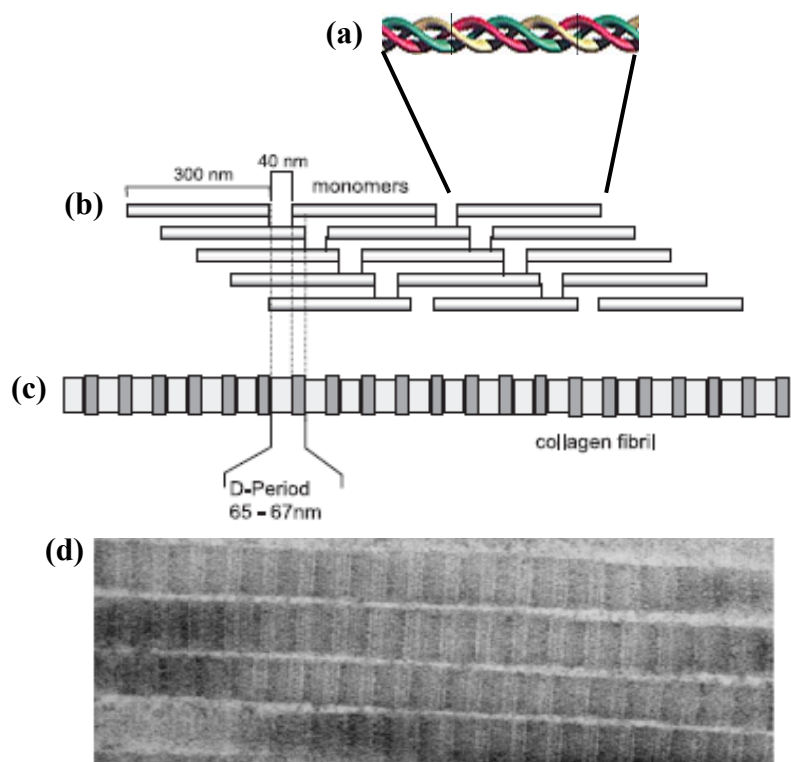 (a)
40 nm
300 nm
monomers
(b)
(c)
collagen fibril
D-Period
65 – 67nm
(d)